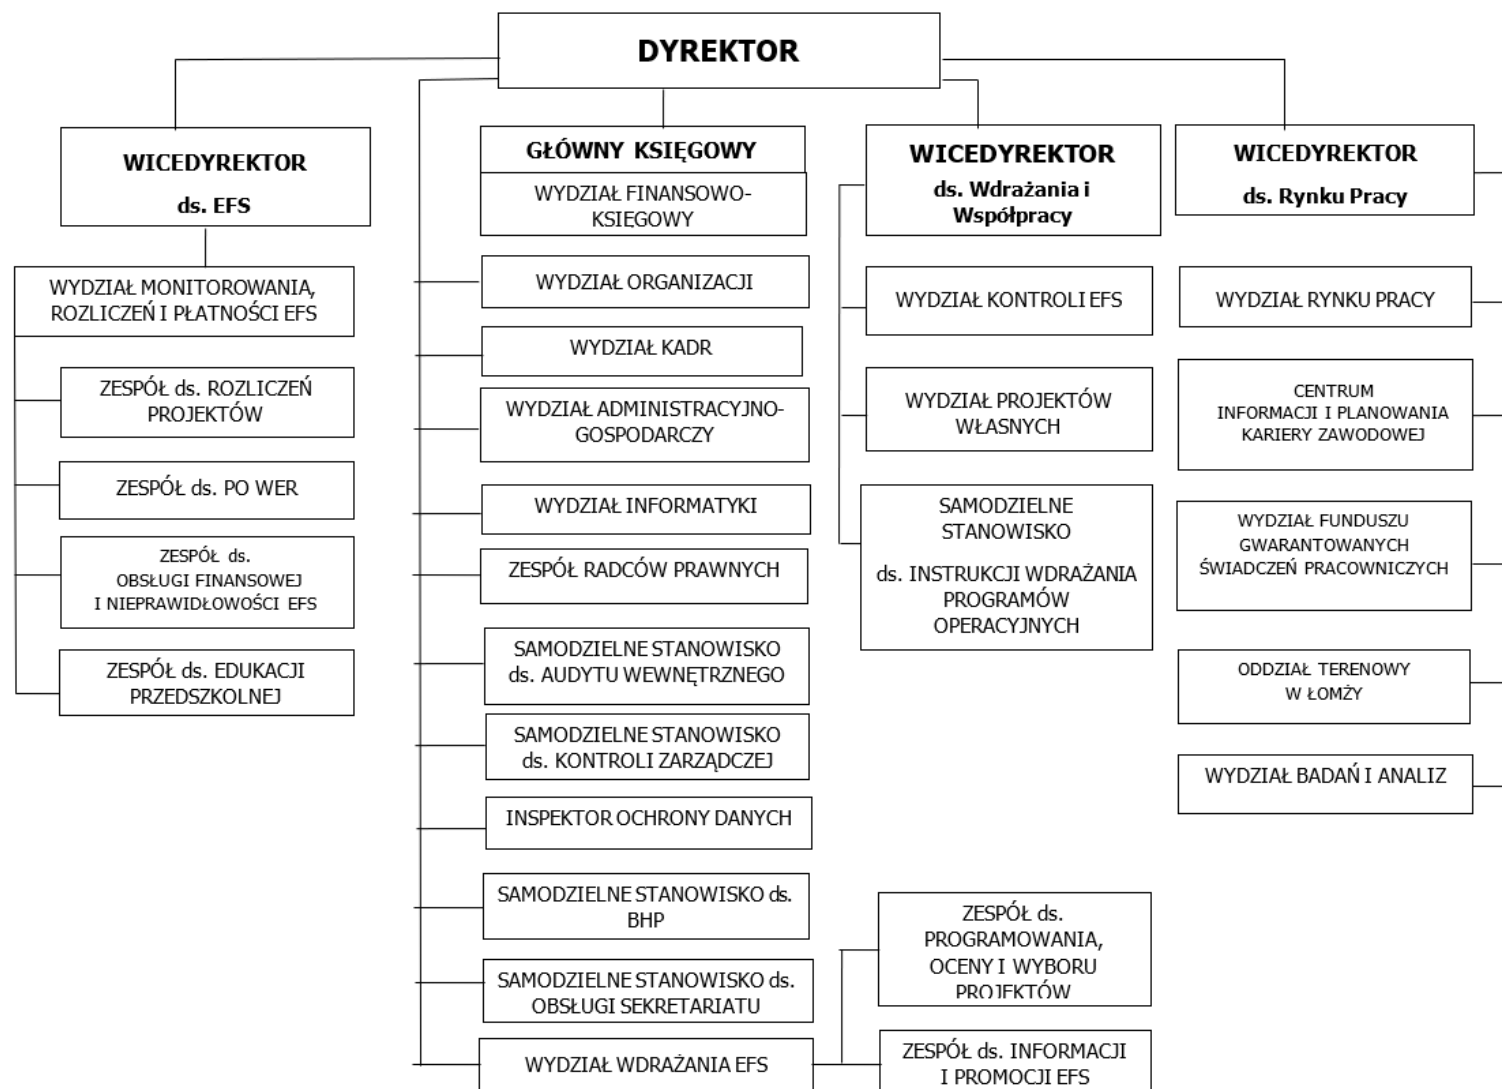 DYREKTOR
WICEDYREKTOR
ds. EFS
WYDZIAŁ MONITOROWANIA,
ROZLICZEŃ I PŁATNOŚCI EFS
ZESPÓŁ ds. ROZLICZEŃ
PROJEKTÓW
ZESPÓŁ ds. PO WER
ZESPÓŁ ds.
OBSŁUGI FINANSOWEJ
I NIEPRAWIDŁOWOŚCI EFS
ZESPÓŁ ds. EDUKACJI
PRZEDSZKOLNEJ
GŁÓWNY KSIĘGOWY
WYDZIAŁ FINANSOWO-
KSIĘGOWY
WYDZIAŁ ORGANIZACJI
WYDZIAŁ KADR
WYDZIAŁ ADMINISTRACYJNO-
GOSPODARCZY
WYDZIAŁ INFORMATYKI
ZESPÓŁ RADCÓW PRAWNYCH
SAMODZIELNE STANOWISKO
ds. AUDYTU WEWNĘTRZNEGO
SAMODZIELNE STANOWISKO
ds. KONTROLI ZARZĄDCZEJ
INSPEKTOR OCHRONY DANYCH
SAMODZIELNE STANOWISKO ds.
BHP
SAMODZIELNE STANOWISKO ds.
OBSŁUGI SEKRETARIATU
WYDZIAŁ WDRAŻANIA EFS
ZESPÓŁ ds.
PROGRAMOWANIA,
OCENY I WYBORU
PROJEKTÓW
ZESPÓŁ ds. INFORMACJI
I PROMOCJI EFS
WICEDYREKTOR
ds. Wdrażania i
Współpracy
WYDZIAŁ KONTROLI EFS
WYDZIAŁ PROJEKTÓW
WŁASNYCH
SAMODZIELNE
STANOWISKO
ds. INSTRUKCJI WDRAŻANIA
PROGRAMÓW
OPERACYJNYCH
WICEDYREKTOR
ds. Rynku Pracy
WYDZIAŁ RYNKU PRACY
CENTRUM
INFORMACJI I PLANOWANIA
KARIERY ZAWODOWEJ
WYDZIAŁ FUNDUSZU
GWARANTOWANYCH
ŚWIADCZEŃ PRACOWNICZYCH
ODDZIAŁ TERENOWY
W ŁOMŻY
WYDZIAŁ BADAŃ I ANALIZ